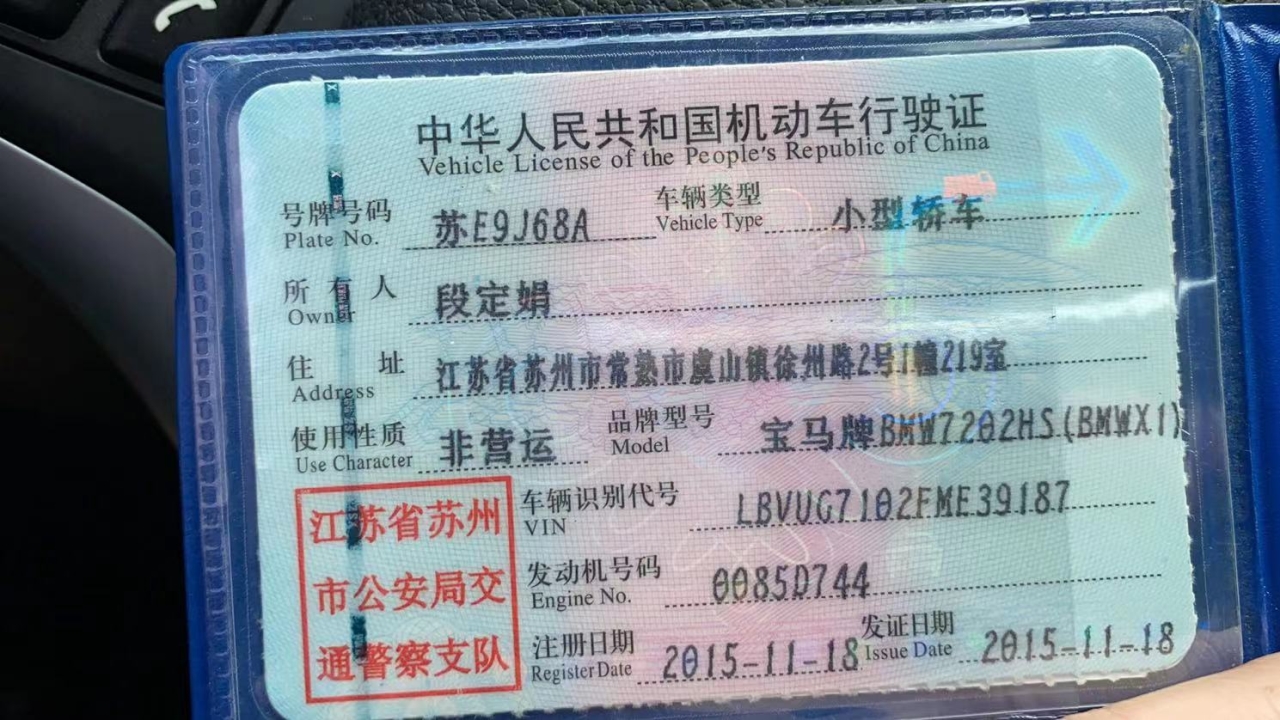 中华人民共和国机动车行驶证
Vehicle License of the People's Republic of China
号牌号码 苏E9J68A 车辆类型 小型轿车
Plate No. Vehicle Type
所有人 段定娟
Owner
住址 江苏省苏州市常熟市虞山镇徐州路2号1幢219室
Address
使用性质 非营运 品牌型号 宝马牌BMW7202HS(BMWX1)
Use Character Model
车辆识别代号 LBVUG7102FME39187
VIN
发动机号码 0085D744
Engine No.
注册日期 2015-11-18 发证日期 2015-11-18
Register Date Issue Date
江苏省苏州
市公安局交
通警察支队